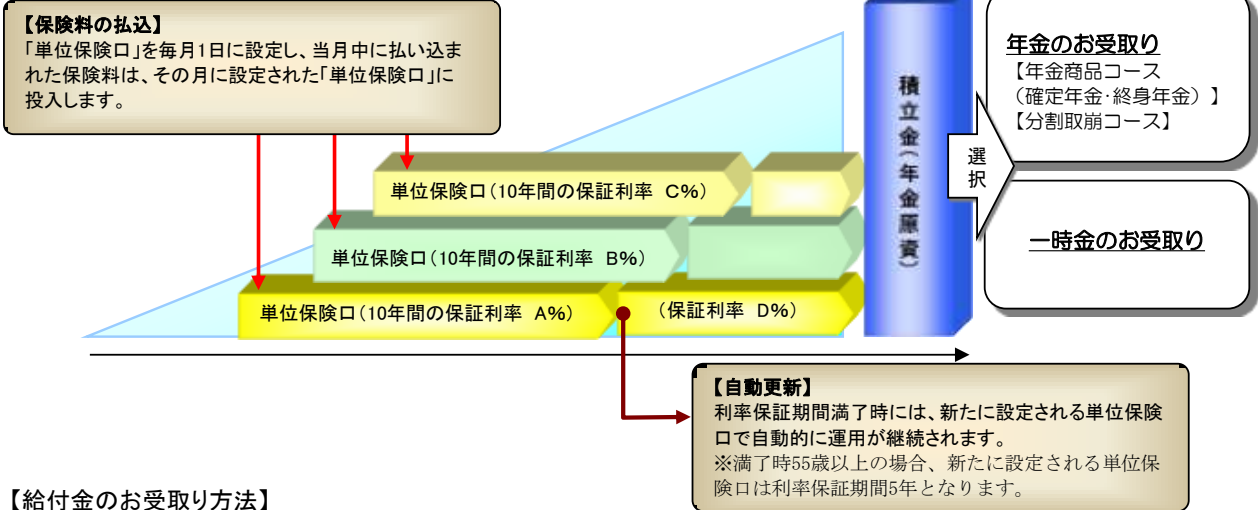 【保険料の払込】
「単位保険口」を毎月1日に設定し、当月中に払い込ま
れた保険料は、その月に設定された「単位保険口」に
投入します。
単位保険口(10年間の保証利率 C%)
単位保険口(10年間の保証利率 B%)
単位保険口(10年間の保証利率 A%)
(保証利率 D%)
積立金(年金原資)
選択
年金のお受取り
【年金商品コース
(確定年金・終身年金)】
【分割取崩コース】
一時金のお受取り
【自動更新】
利率保証期間満了時には、新たに設定される単位保険
口で自動的に運用が継続されます。
※満了時55歳以上の場合、新たに設定される単位保
険口は利率保証期間5年となります。
【給付金のお受取り方法】